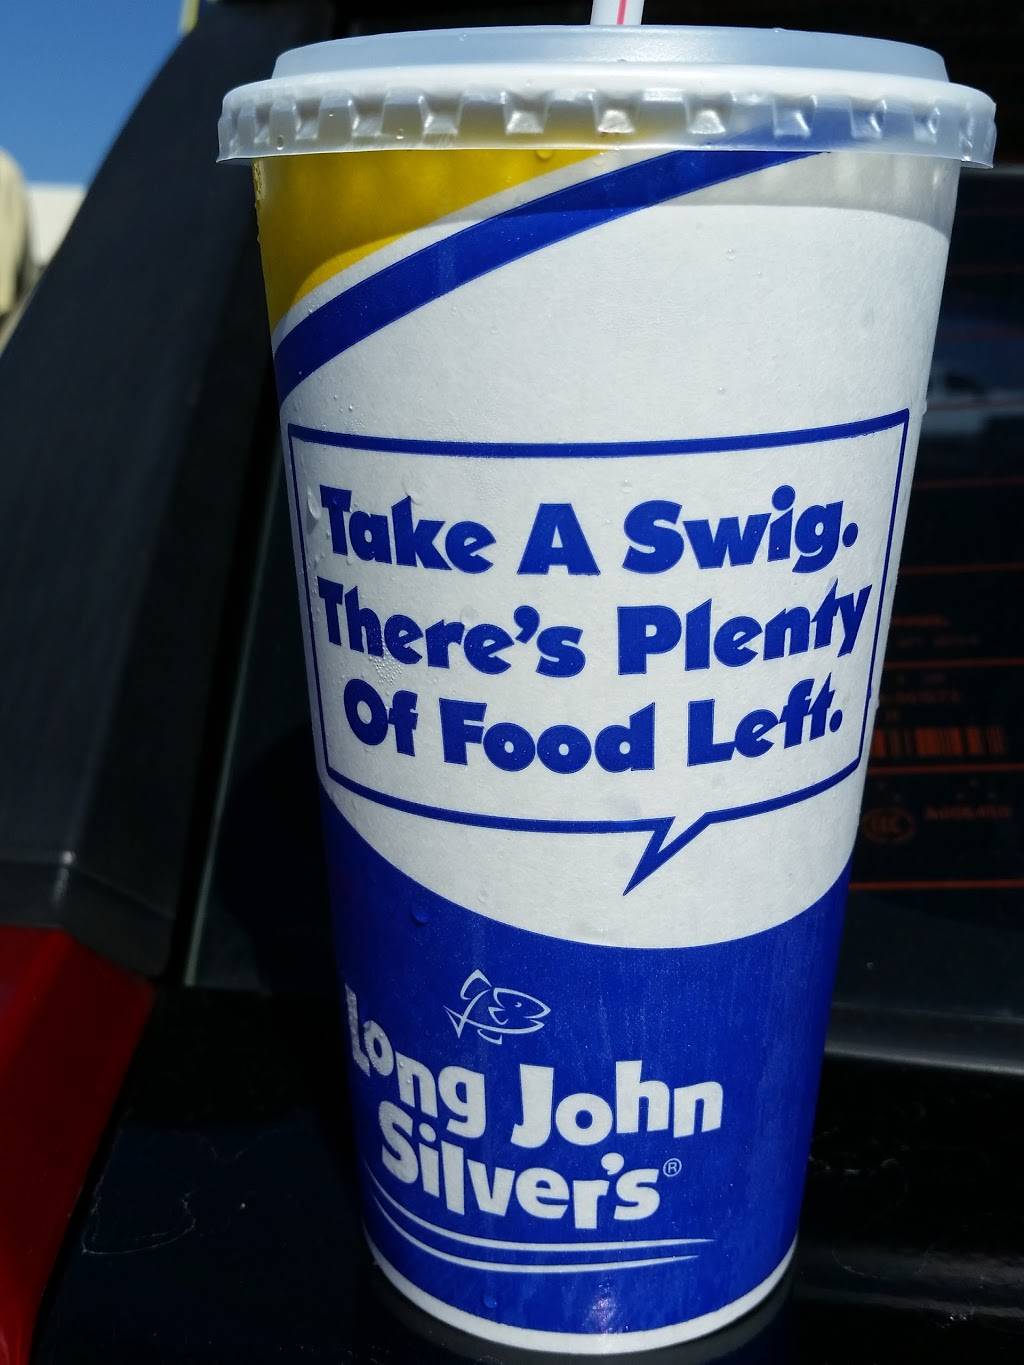 Take A Swig.
There's Plenty
Of Food Left.
Long John
Silver's®